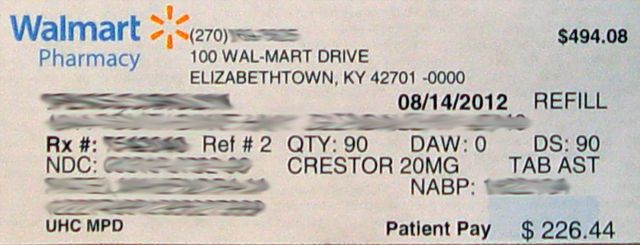 Walmart
Pharmacy
(270)
$494.08
100 WAL-MART DRIVE
ELIZABETHTOWN, KY 42701 -0000
08/14/2012 REFILL
Rx #: Ref # 2 QTY: 90 DAW: 0 DS: 90
NDC: CRESTOR 20MG TAB AST
NABP:
UHC MPD Patient Pay $ 226.44